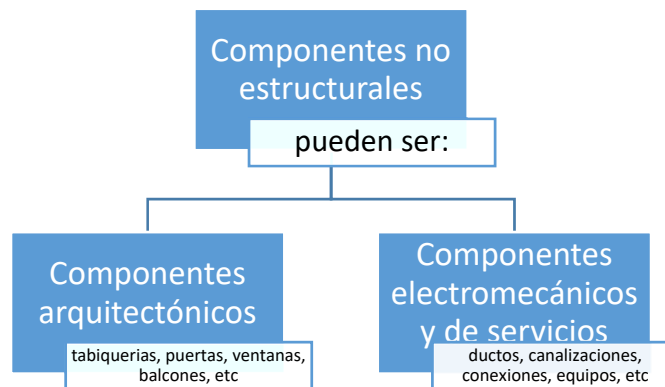 Componentes no
estructurales
pueden ser:
Componentes
arquitectónicos
tabiquerias, puertas, ventanas,
balcones, etc
Componentes
electromecánicos
y de servicios
ductos, canalizaciones,
conexiones, equipos, etc